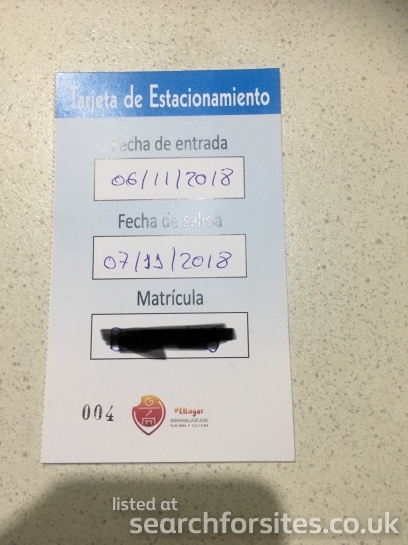 Tarjeta de Estacionamiento
Fecha de entrada
06/11/2018
Fecha de salida
07/11/2018
Matrícula
004
listed at
searchforsites.co.uk